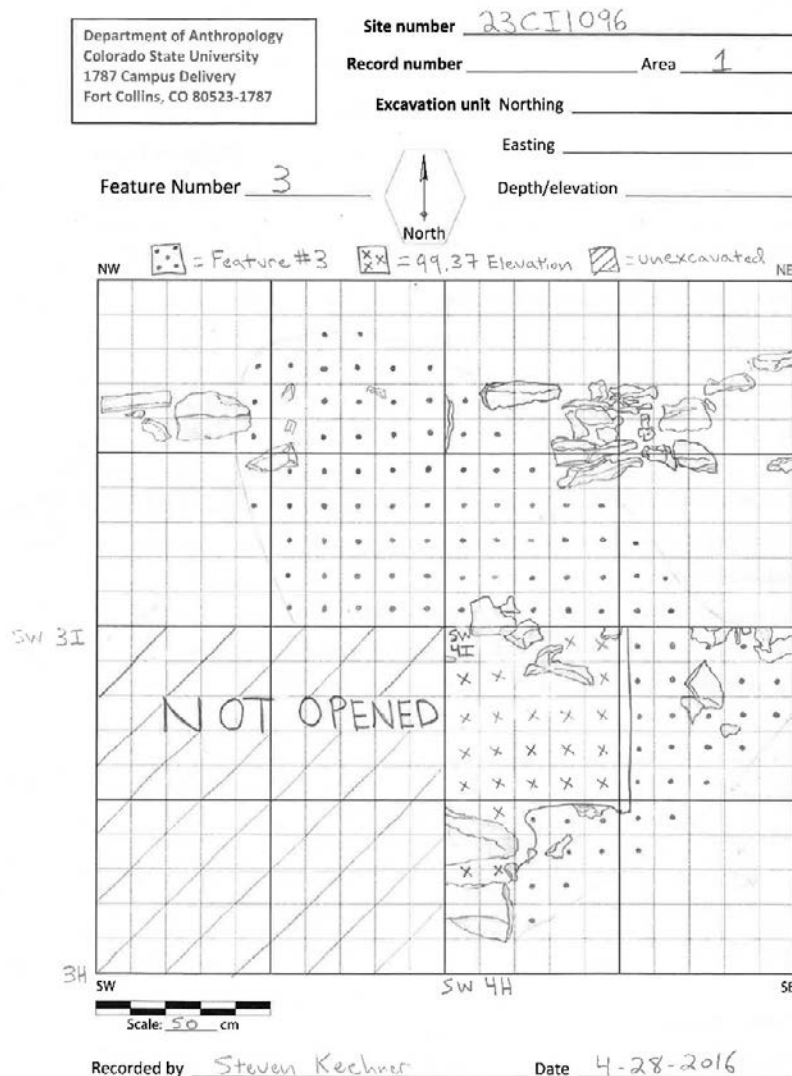 Department of Anthropology
Colorado State University
1787 Campus Delivery
Fort Collins, CO 80523-1787
Site number 23CI1096
Record number Area 1
Excavation unit Northing
Easting
Feature Number 3
Depth/elevation
North
NW = Feature #3 = 99.37 Elevation = unexcavated NE
SW 3I
SW 4I
NOT OPENED
3H
SW
SW 4H
SE
Scale: 50 cm
Recorded by Steven Date 4-28-2016